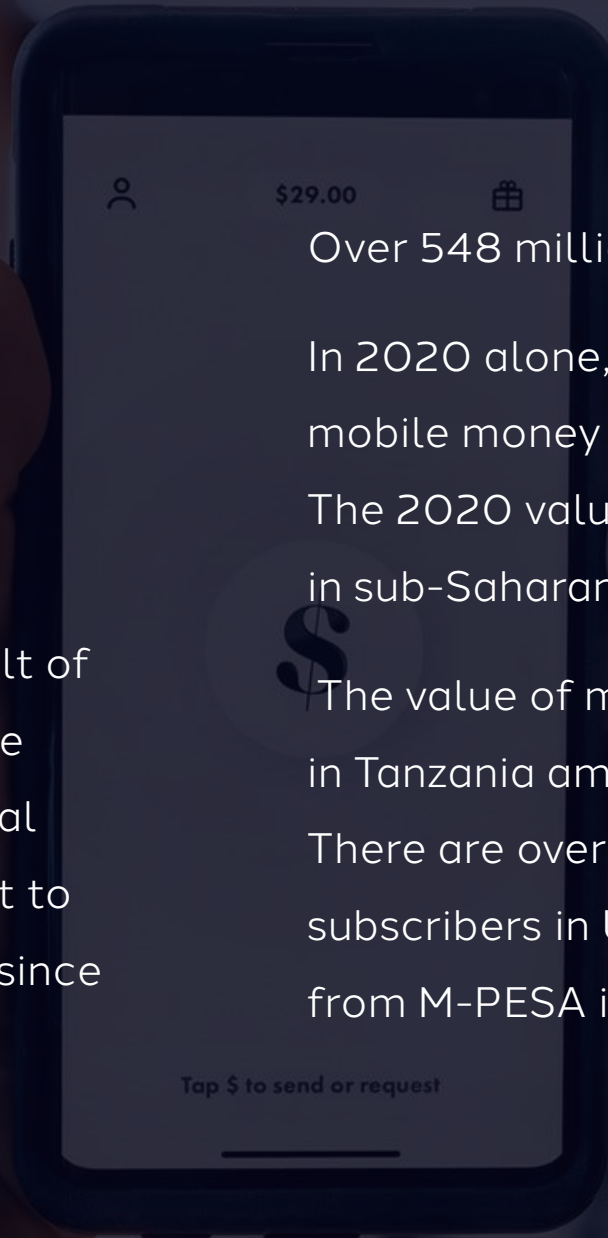 $29.00
Over 548 milli
In 2020 alone,
mobile money
The 2020 valu
in sub-Saharan
lt of
e
al
t to
since
$
The value of m
in Tanzania am
There are over
subscribers in U
from M-PESA i
Tap $ to send or request